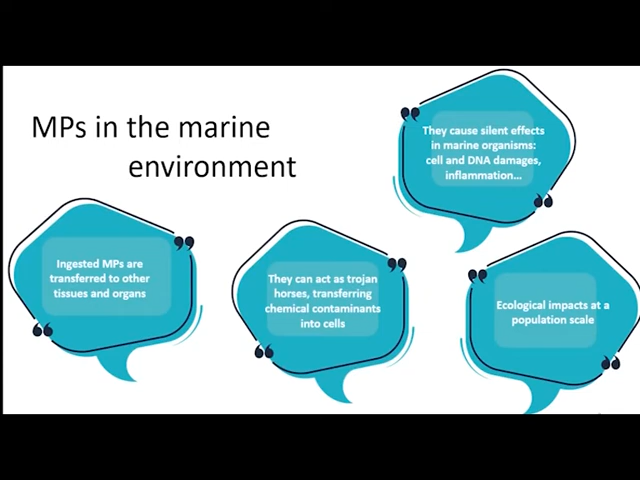 MPs in the marine
environment
They cause silent effects
in marine organisms:
cell and DNA damages,
inflammation...
Ingested MPs are
transferred to other
tissues and organs
They can act as trojan
horses, transferring
chemical contaminants
into cells
Ecological impacts at a
population scale